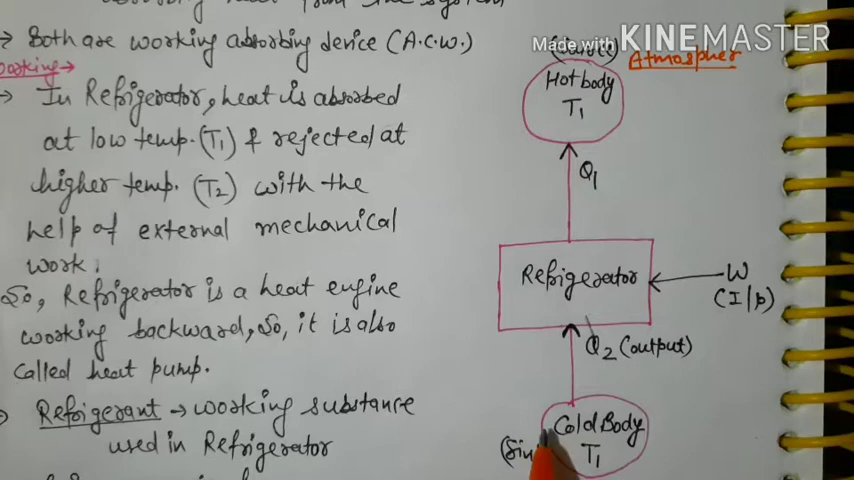 → Both are working absorbing device (A.C.W.)
working →
→ In Refrigerator, heat is absorbed
at low temp. (T1) & rejected at
higher temp. (T2) with the
help of external mechanical
work.
So, Refrigerator is a heat engine
working backward, So, it is also
called heat pump.
Refrigerant → working substance
used in Refrigerator
Made with KINEMASTER
Atmospher
Hot body
T1
Q1
Refrigerator
W
(I/p)
Q2 (output)
Cold Body
T1